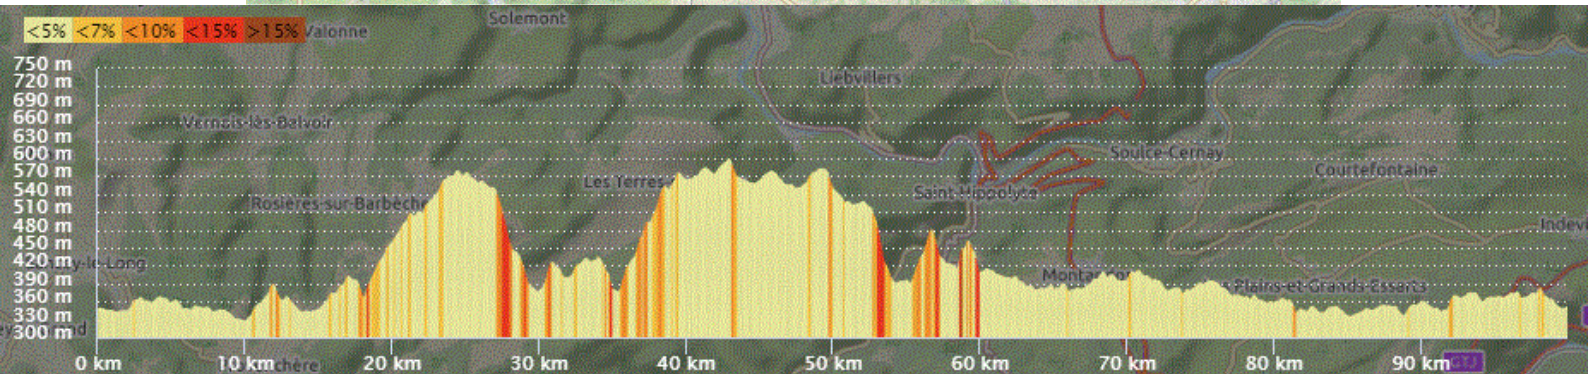 Solemont
<5% <7% <10% <15% >15% Valonne
750 m
720 m
Liebvillers
690 m
660 m
Vernois-lès-Belvoir
630 m
600 m
Soulce-Cernay
570 m
Courtefontaine
540 m
Les Terres
Saint-Hippolyte
510 m
Rosières-sur-Barbèche
480 m
450 m
420 m
390 m
Plains-et-Grands-Essarts
360 m
330 m
300 m
0 km 10 km 20 km 30 km 40 km 50 km 60 km 70 km 80 km 90 km
GTJ